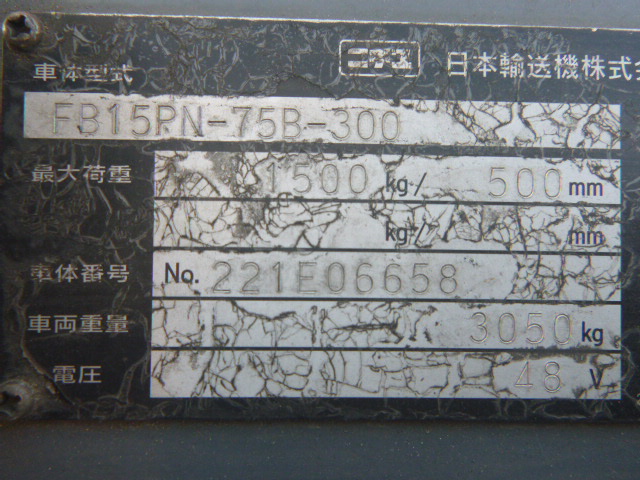 車体型式 ニチユ 日本輸送機株式会
FB15PN-75B-300
最大荷重 1500 kg/ 500 mm
kg/ mm
車体番号 No. 221E06658
車両重量 3050 kg
電圧 48 V